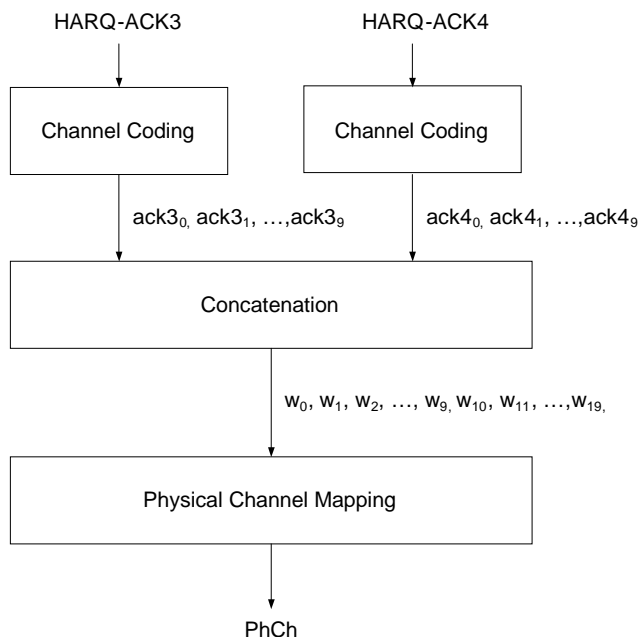 HARQ-ACK3 HARQ-ACK4
Channel Coding Channel Coding
ack3₀, ack3₁, …,ack3₉ ack4₀, ack4₁, …,ack4₉
Concatenation
w₀, w₁, w₂, …, w₉, w₁₀, w₁₁, …,w₁₉,
Physical Channel Mapping
PhCh